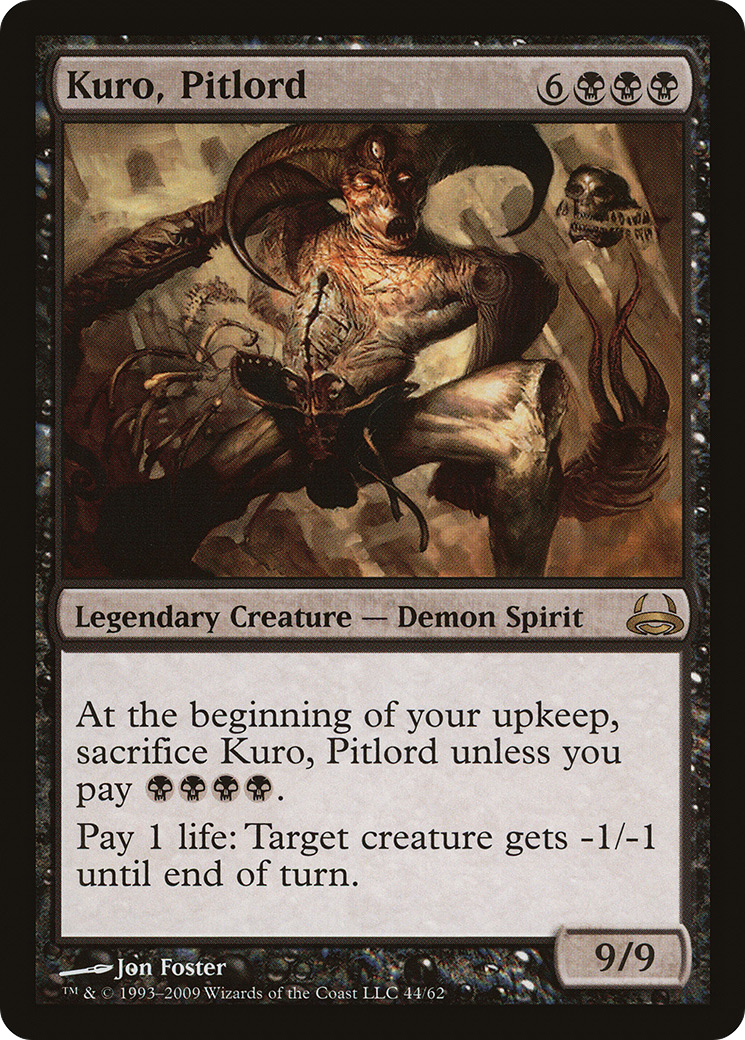 Kuro, Pitlord 6
Legendary Creature — Demon Spirit
At the beginning of your upkeep,
sacrifice Kuro, Pitlord unless you
pay .
Pay 1 life: Target creature gets -1/-1
until end of turn.
9/9
Jon Foster
™ & © 1993–2009 Wizards of the Coast LLC 44/62